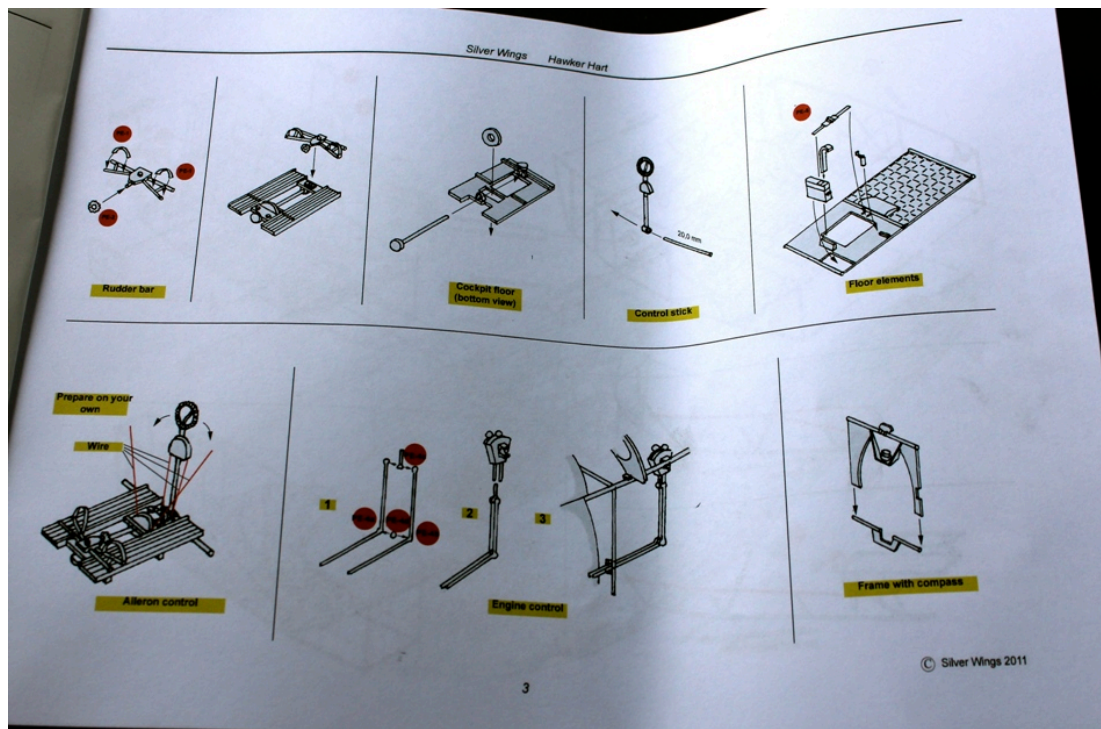 Silver Wings Hawker Hart
20,0 mm
Rudder bar
Cockpit floor
(bottom view)
Control stick
Floor elements
Prepare on your
own
Wire
1
2
3
Aileron control
Engine control
Frame with compass
© Silver Wings 2011
3